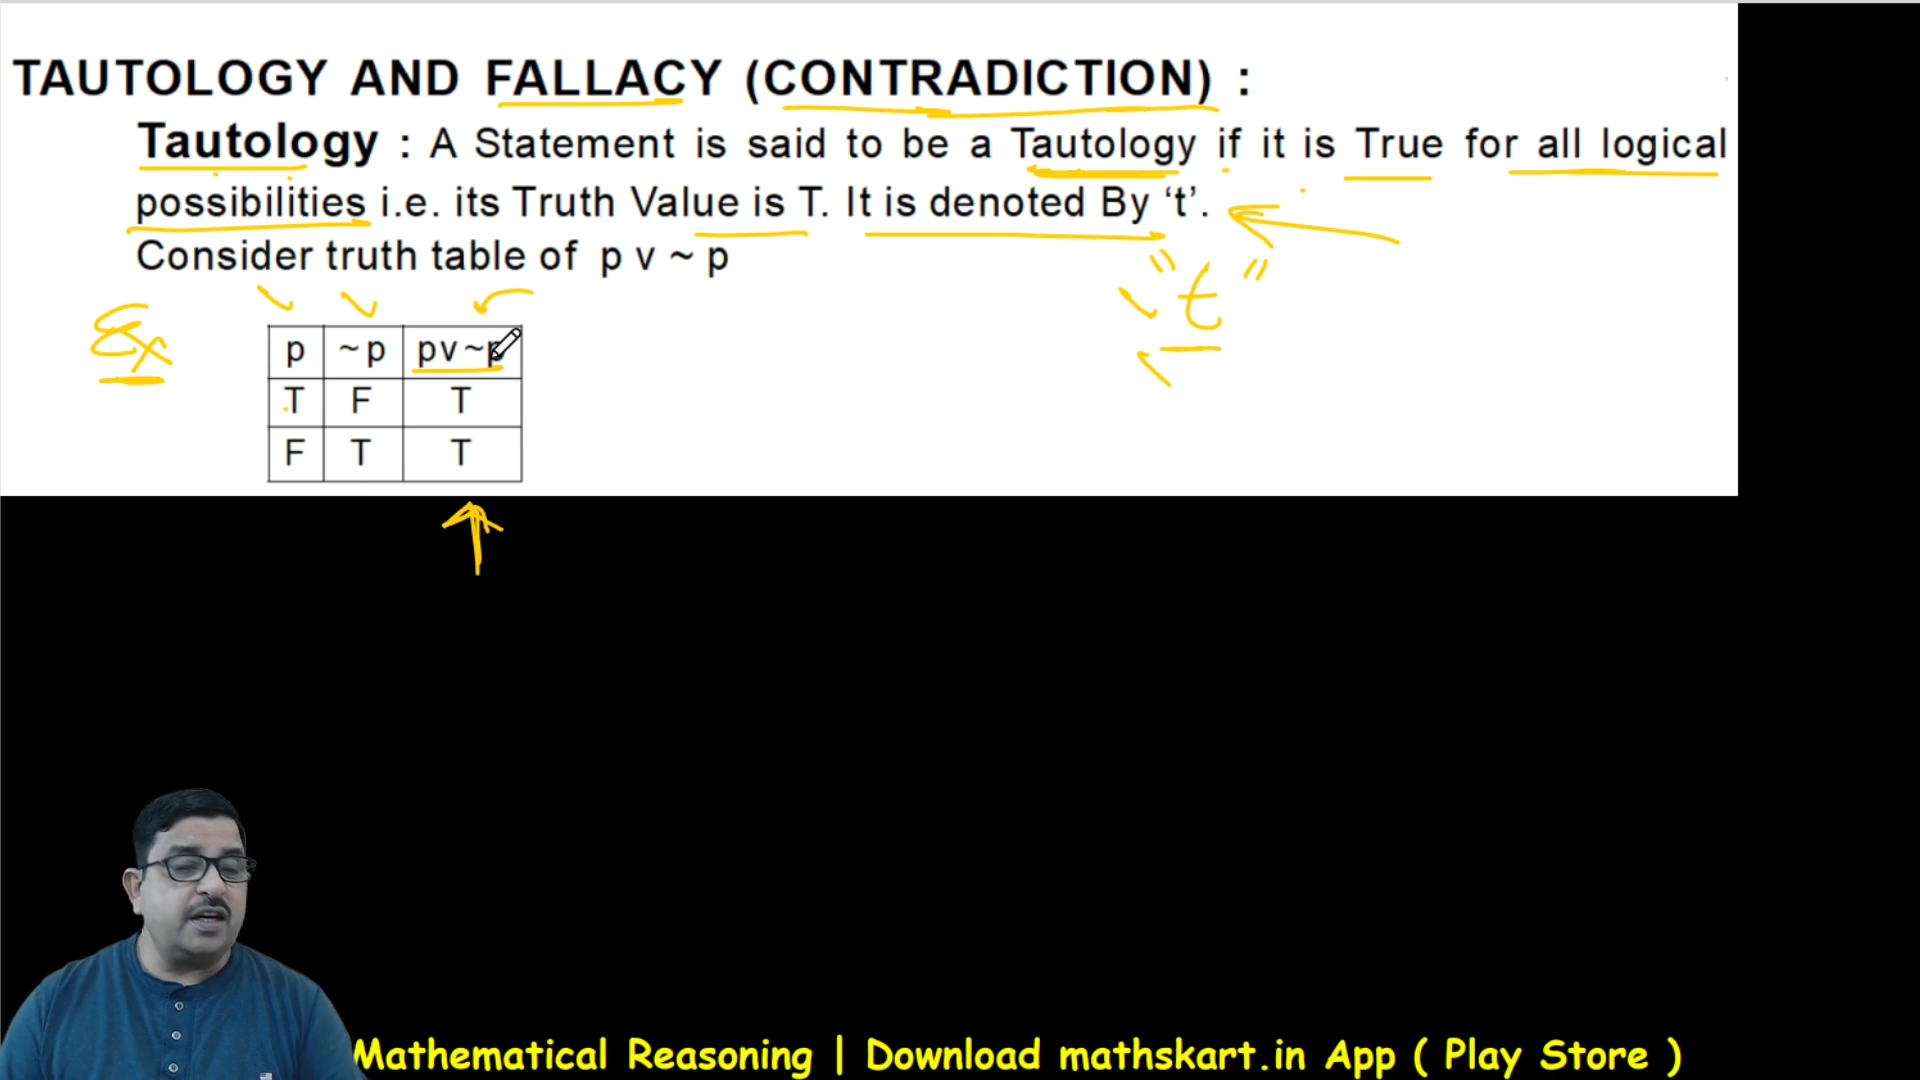 TAUTOLOGY AND FALLACY (CONTRADICTION) :
Tautology : A Statement is said to be a Tautology if it is True for all logical
possibilities i.e. its Truth Value is T. It is denoted By ‘t’.
Consider truth table of p v ~ p
"t"
Ex
p ~p pv~p
T F T
F T T
Mathematical Reasoning | Download mathskart.in App ( Play Store )